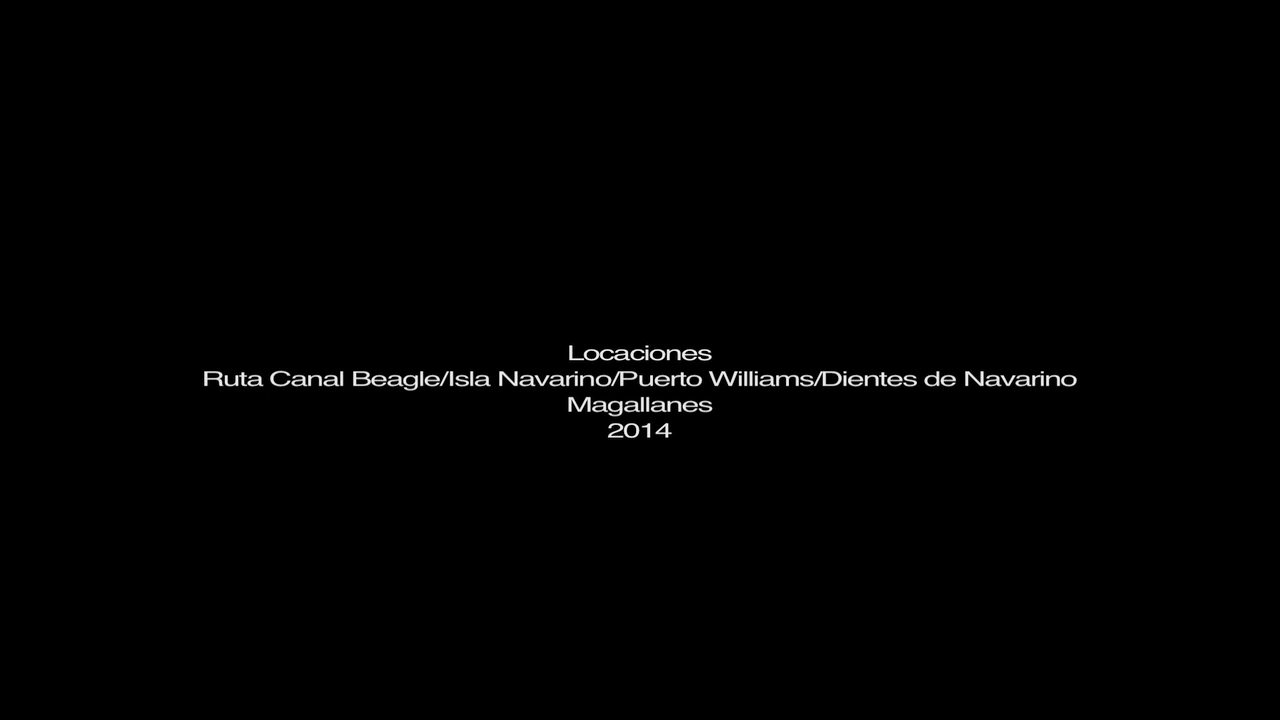 Locaciones
Ruta Canal Beagle/Isla Navarino/Puerto Williams/Dientes de Navarino
Magallanes
2014